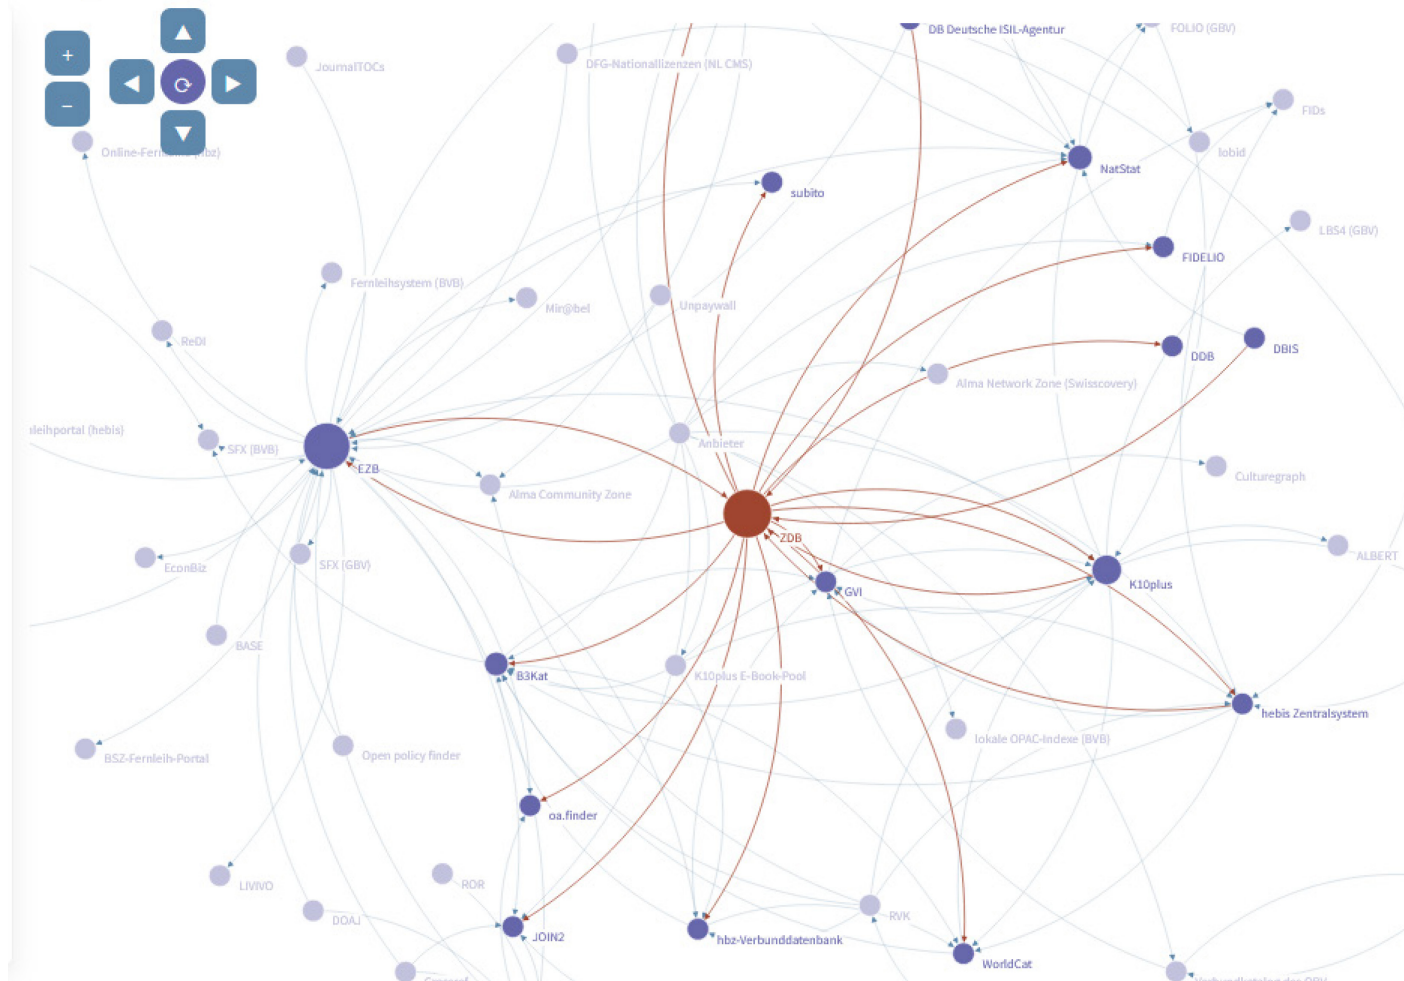 +
−
DB Deutsche ISIL-Agentur
FOLIO (GBV)
JournalTOCs
DFG-Nationallizenzen (NL CMS)
FIDs
lobid
NatStat
subito
LBS4 (GBV)
FIDELIO
Fernleihsystem (BVB)
Mir@bel
Unpaywall
ReDI
DDB
DBIS
Alma Network Zone (Swisscovery)
leihportal (hebis)
SFX (BVB)
EZB
Anbieter
Culturegraph
Alma Community Zone
ZDB
ALBERT
EconBiz
SFX (GBV)
GVI
K10plus
BASE
B3Kat
K10plus E-Book-Pool
hebis Zentralsystem
lokale OPAC-Indexe (BVB)
BSZ-Fernleih-Portal
Open policy finder
oa.finder
LIVIVO
ROR
DOAJ
JOIN2
RVK
hbz-Verbunddatenbank
WorldCat